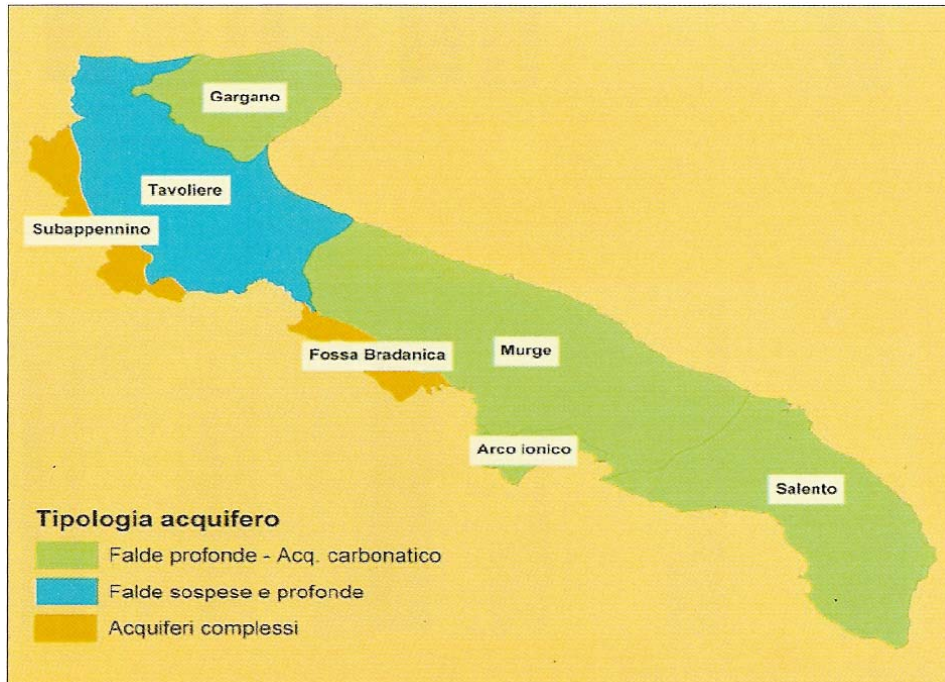 Gargano
Tavoliere
Subappennino
Fossa Bradanica
Murge
Arco ionico
Salento
Tipologia acquifero
Falde profonde - Acq. carbonatico
Falde sospese e profonde
Acquiferi complessi